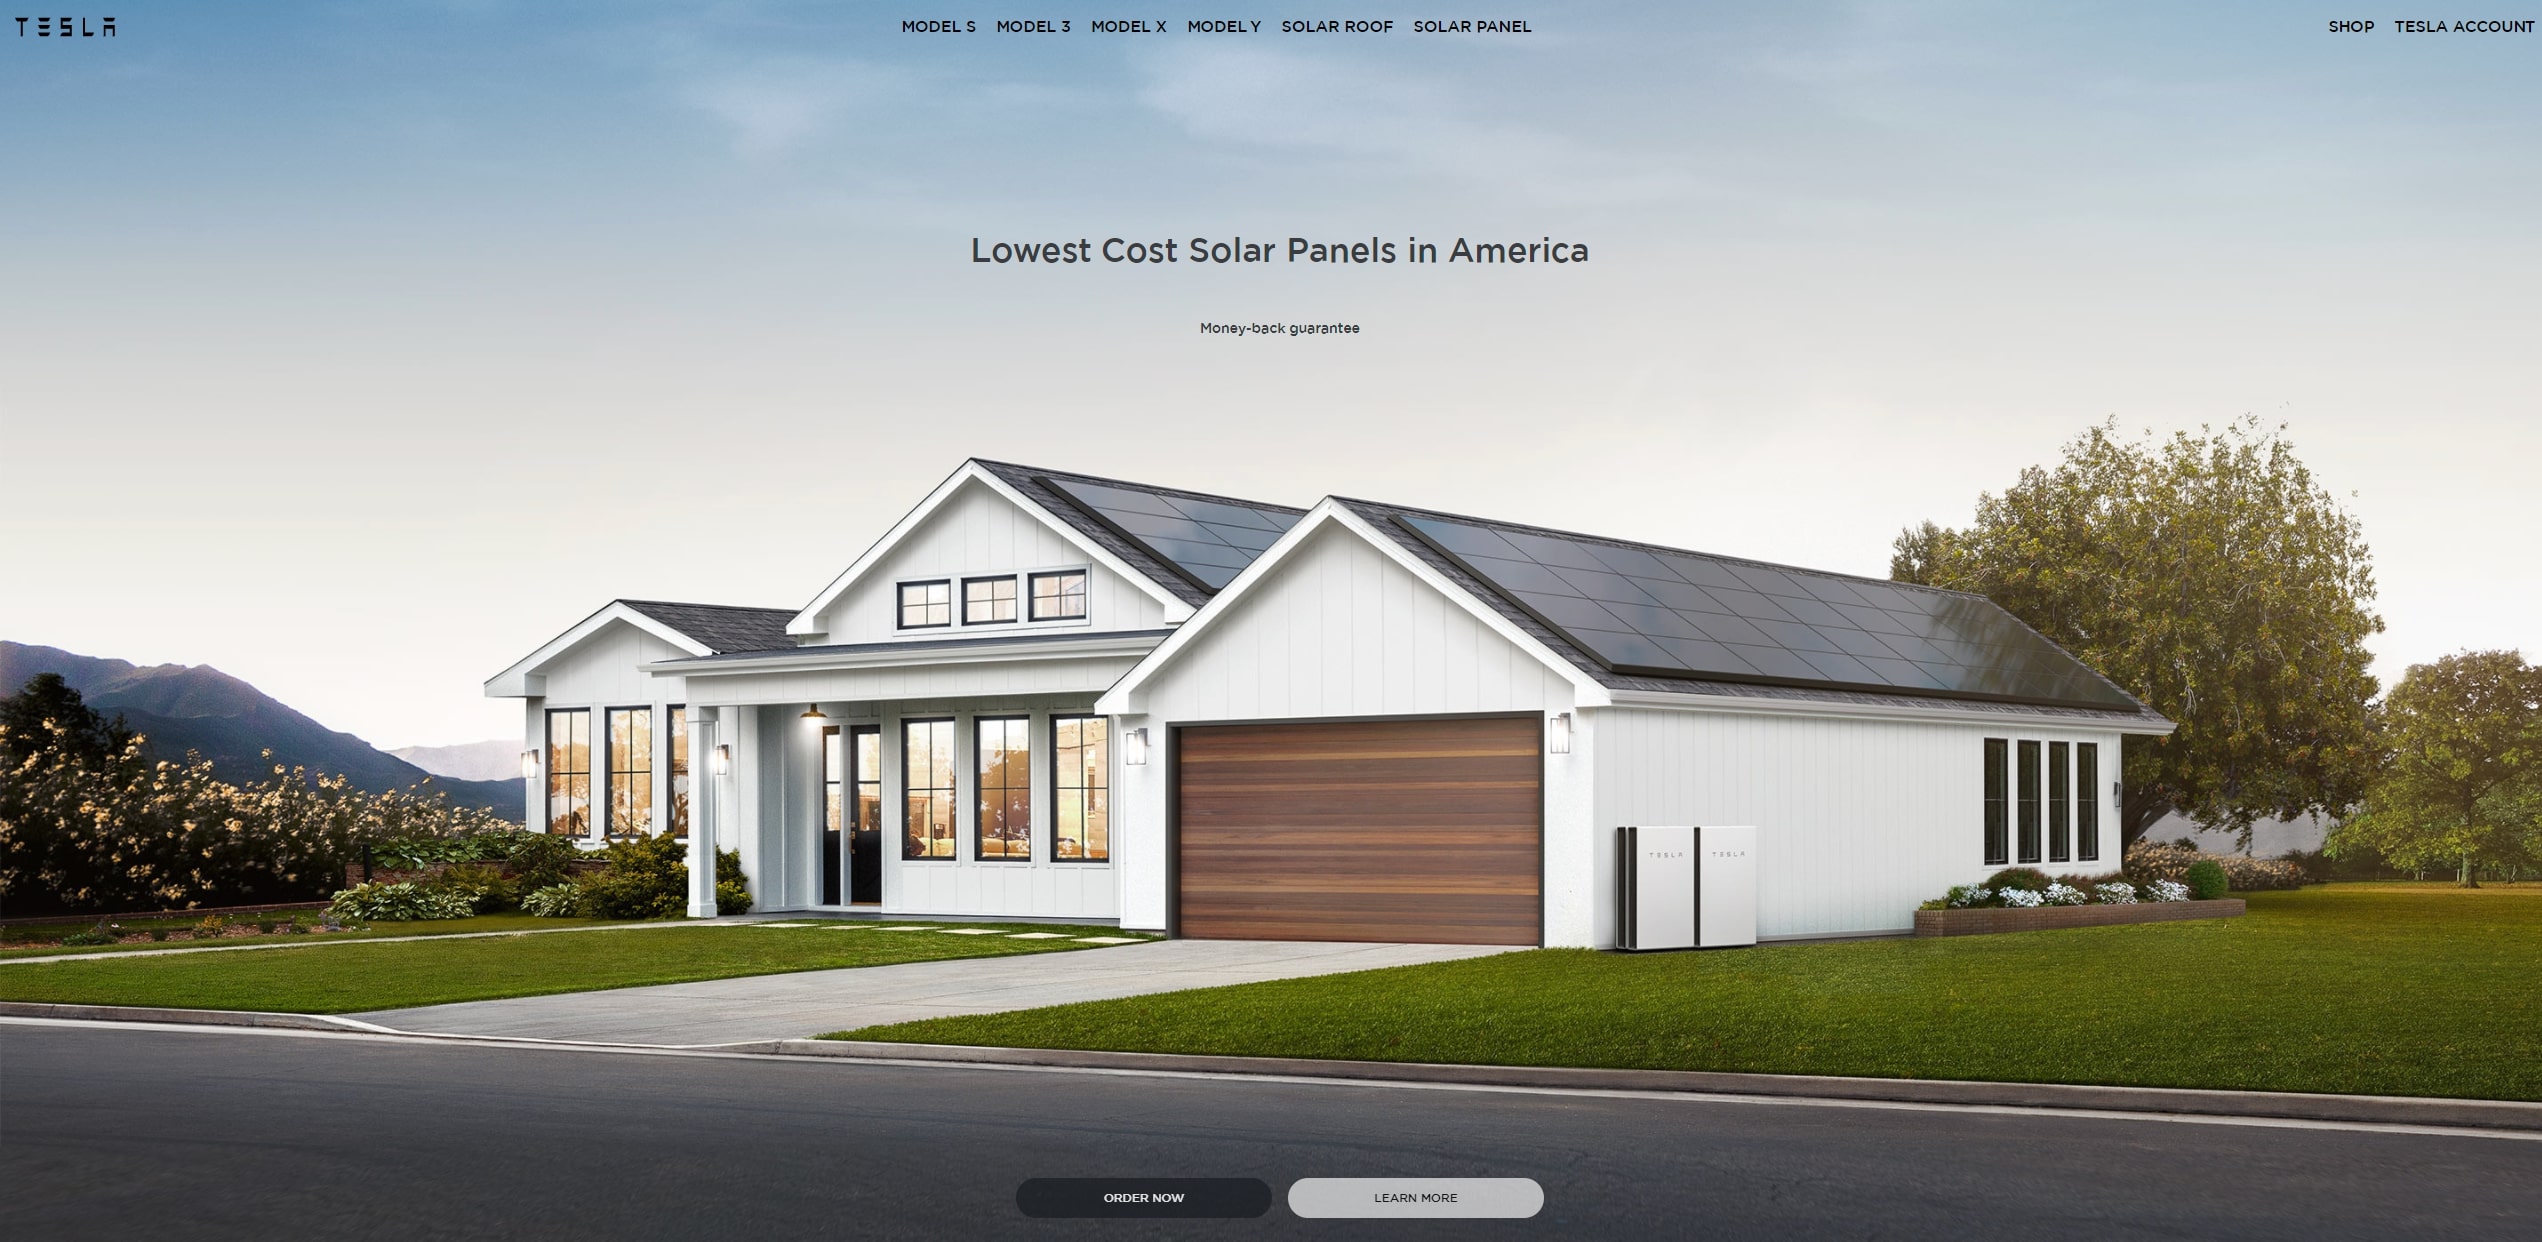 TESLA
MODEL S MODEL 3 MODEL X MODEL Y SOLAR ROOF SOLAR PANEL
SHOP TESLA ACCOUNT
Lowest Cost Solar Panels in America
Money-back guarantee
TESLA TESLA
ORDER NOW LEARN MORE